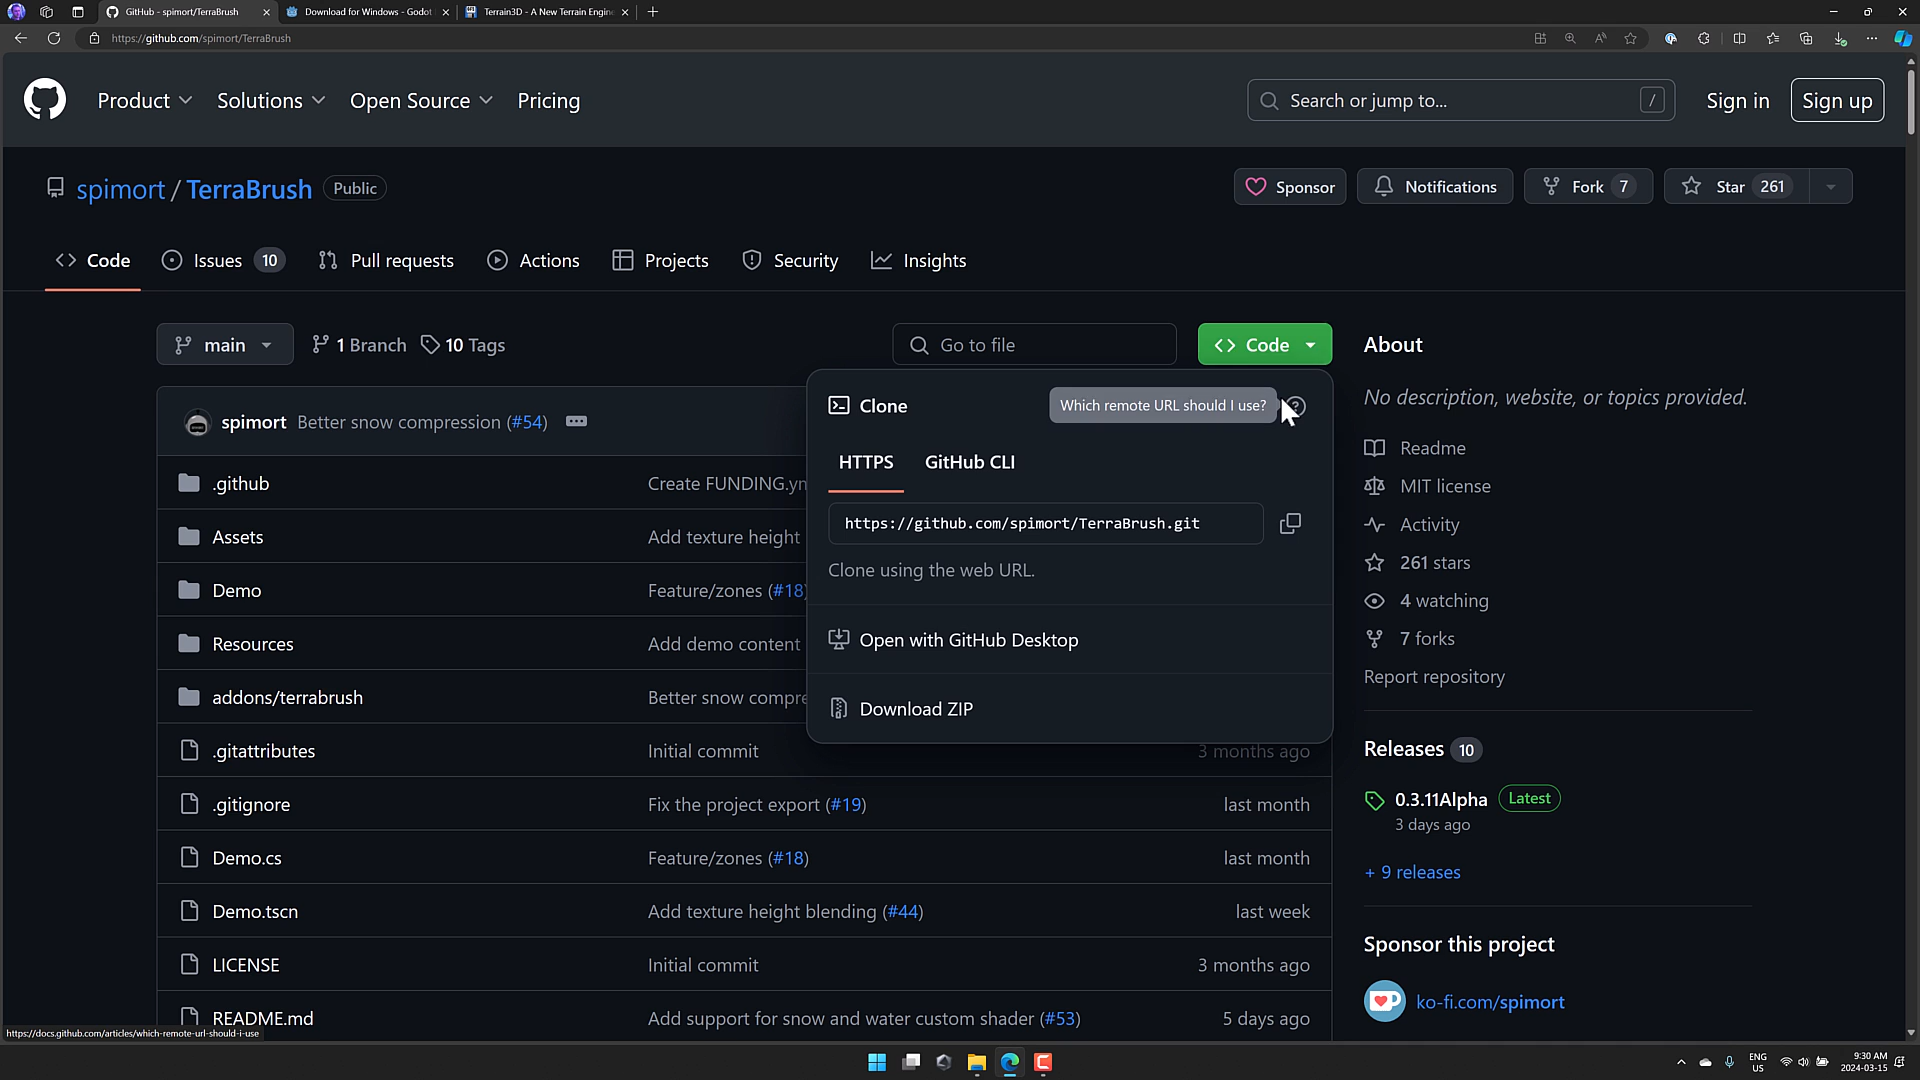 GitHub - spimort/TerraBrush
Download for Windows - Godot
Terrain3D - A New Terrain Engine
https://github.com/spimort/TerraBrush
Product
Solutions
Open Source
Pricing
Search or jump to...
/
Sign in
Sign up
spimort / TerraBrush
Public
Sponsor
Notifications
Fork 7
Star 261
Code
Issues 10
Pull requests
Actions
Projects
Security
Insights
main
1 Branch
10 Tags
Go to file
Code
About
No description, website, or topics provided.
Clone
Which remote URL should I use?
HTTPS
GitHub CLI
https://github.com/spimort/TerraBrush.git
Clone using the web URL.
Open with GitHub Desktop
Download ZIP
spimort Better snow compression (#54)
.github
Create FUNDING.ym
Assets
Add texture height
Demo
Feature/zones (#18)
Resources
Add demo content
addons/terrabrush
Better snow compre
.gitattributes
Initial commit
3 months ago
.gitignore
Fix the project export (#19)
last month
Demo.cs
Feature/zones (#18)
last month
Demo.tscn
Add texture height blending (#44)
last week
LICENSE
Initial commit
3 months ago
README.md
Add support for snow and water custom shader (#53)
5 days ago
Readme
MIT license
Activity
261 stars
4 watching
7 forks
Report repository
Releases 10
0.3.11Alpha Latest
3 days ago
+ 9 releases
Sponsor this project
ko-fi.com/spimort
https://docs.github.com/articles/which-remote-url-should-i-use
ENG
US
9:30 AM
2024-03-15